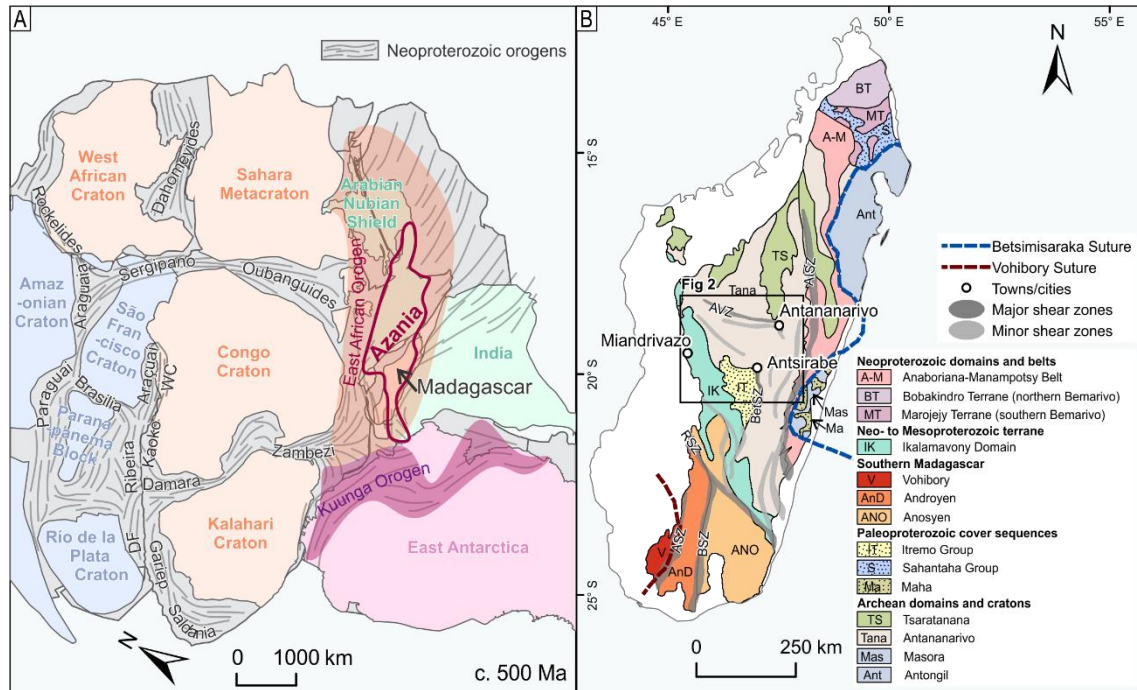 A
Neoproterozoic orogens
West
African
Craton
Dahomeyides
Sahara
Metacraton
Arabian
Nubian
Shield
Rockelides
Amaz
-onian
Craton
Araguaia
Sergipano
Oubanguides
São
Fran
-cisco
Craton
Aracuan
-WC
Congo
Craton
East African Orogen
Azania
India
Madagascar
Paraguai
Brasilia
Parana
-panema
Block
Kaoko
Ribeira
Damara
Zambezi
Kuunga Orogen
Kalahari
Craton
East Antarctica
Río de la
Plata
Craton
DF
Gariep
Saldania
N
0 1000 km
c. 500 Ma
B
45°E
50°E
55°E
15°S
20°S
25°S
N
BT
MT
S
A-M
Ant
TS
ASZ
Fig 2
Tana
AVZ
Antananarivo
Miandrivazo
Antsirabe
IK
IT
BetSZ
Mas
Ma
RSZ
V
ASZ
AnD
BSZ
ANO
0 250 km
Betsimisaraka Suture
Vohibory Suture
Towns/cities
Major shear zones
Minor shear zones
Neoproterozoic domains and belts
A-M Anaboriana-Manampotsy Belt
BT Bobakindro Terrane (northern Bemarivo)
MT Marojejy Terrane (southern Bemarivo)
Neo- to Mesoproterozoic terrane
IK Ikalamavony Domain
Southern Madagascar
V Vohibory
AnD Androyen
ANO Anosyen
Paleoproterozoic cover sequences
IT Itremo Group
S Sahantaha Group
Ma Maha
Archean domains and cratons
TS Tsaratanana
Tana Antananarivo
Mas Masora
Ant Antongil